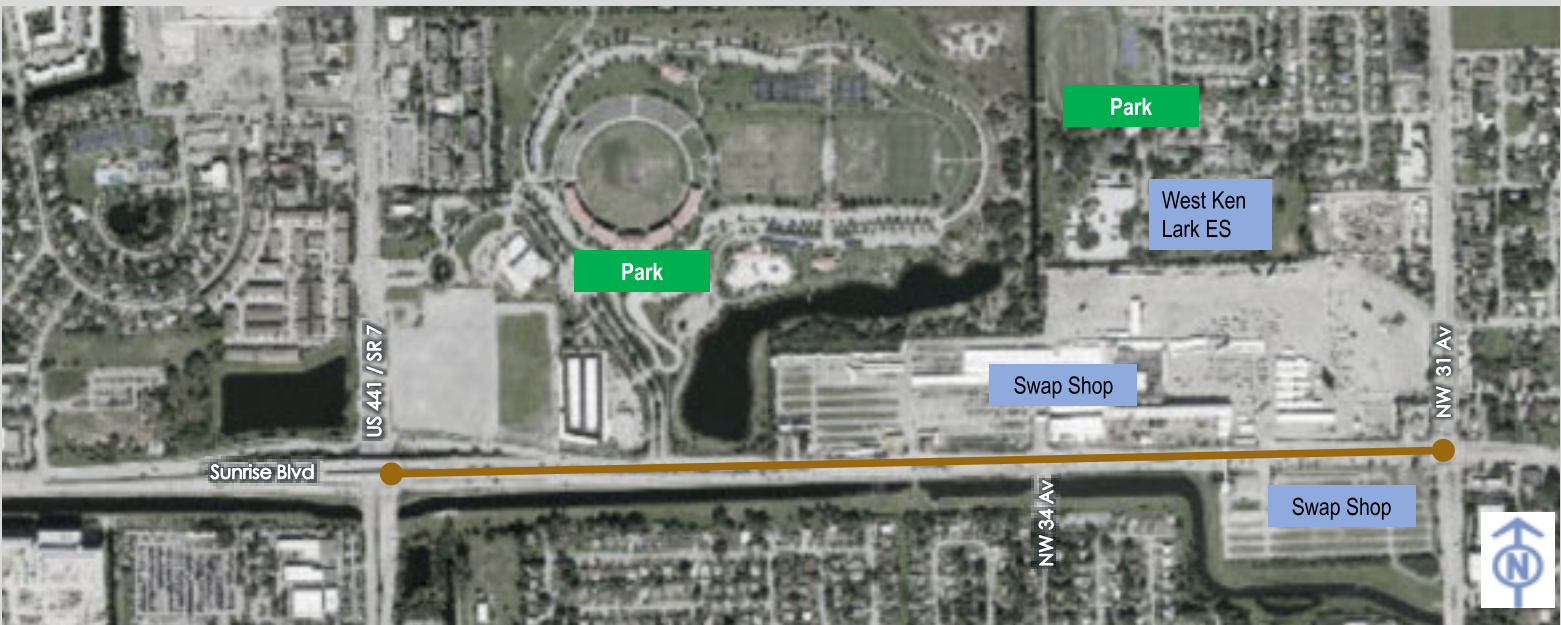 Park
West Ken
Lark ES
Park
US 441 / SR 7
NW 31 Av
Swap Shop
Sunrise Blvd
NW 34 Av
Swap Shop
N